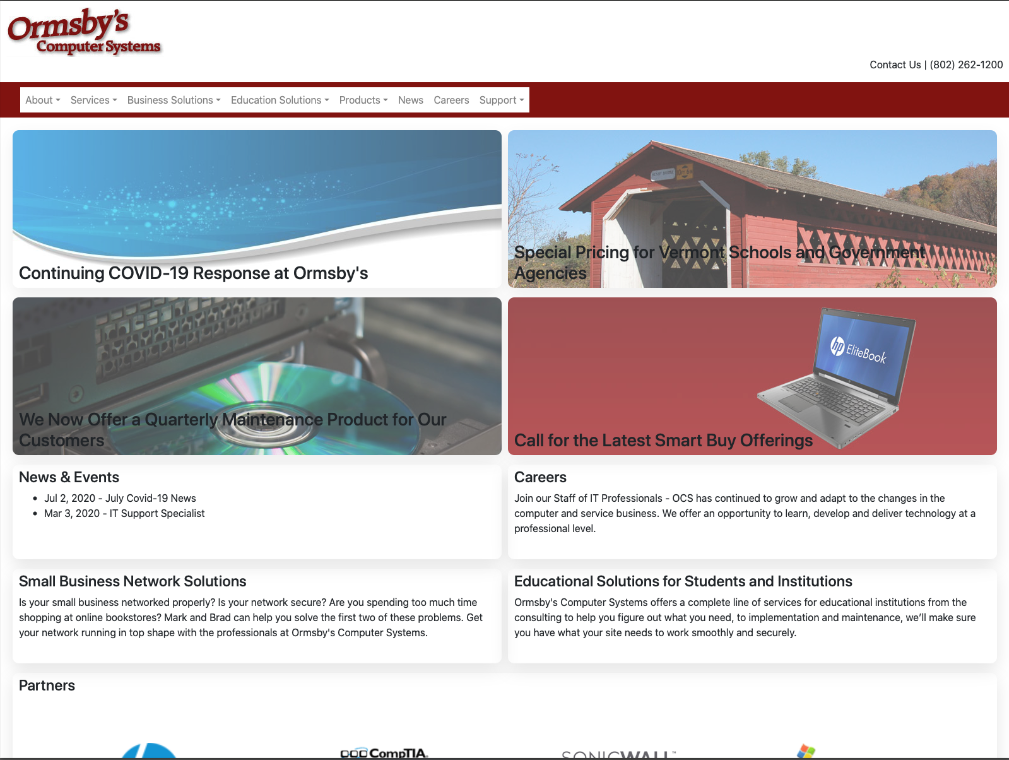 Ormsby's
Computer Systems
Contact Us | (802) 262-1200
About Services Business Solutions Education Solutions Products News Careers Support
Continuing COVID-19 Response at Ormsby's
Special Pricing for Vermont Schools and Government
Agencies
We Now Offer a Quarterly Maintenance Product for Our
Customers
hp EliteBook
Call for the Latest Smart Buy Offerings
News & Events
• Jul 2, 2020 - July Covid-19 News
• Mar 3, 2020 - IT Support Specialist
Careers
Join our Staff of IT Professionals - OCS has continued to grow and adapt to the changes in the
computer and service business. We offer an opportunity to learn, develop and deliver technology at a
professional level.
Small Business Network Solutions
Is your small business networked properly? Is your network secure? Are you spending too much time
shopping at online bookstores? Mark and Brad can help you solve the first two of these problems. Get
your network running in top shape with the professionals at Ormsby's Computer Systems.
Educational Solutions for Students and Institutions
Ormsby's Computer Systems offers a complete line of services for educational institutions from the
consulting to help you figure out what you need, to implementation and maintenance, we'll make sure
you have what your site needs to work smoothly and securely.
Partners
CompTIA.
SONICWALL